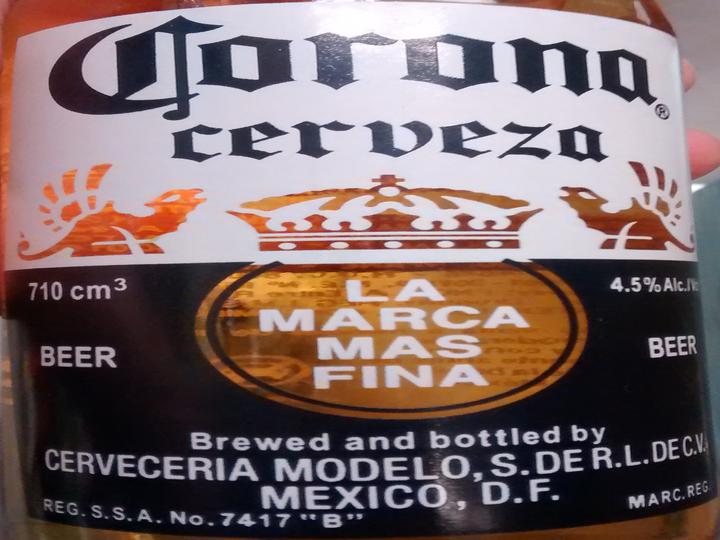 Corona®
cerveza
710 cm³
4.5% Alc./
LA
MARCA
MAS
FINA
BEER
BEER
Brewed and bottled by
CERVECERIA MODELO, S. DE R.L. DE C.V.
MEXICO, D.F.
REG. S.S.A. No. 7417 "B"
MARC. REG.